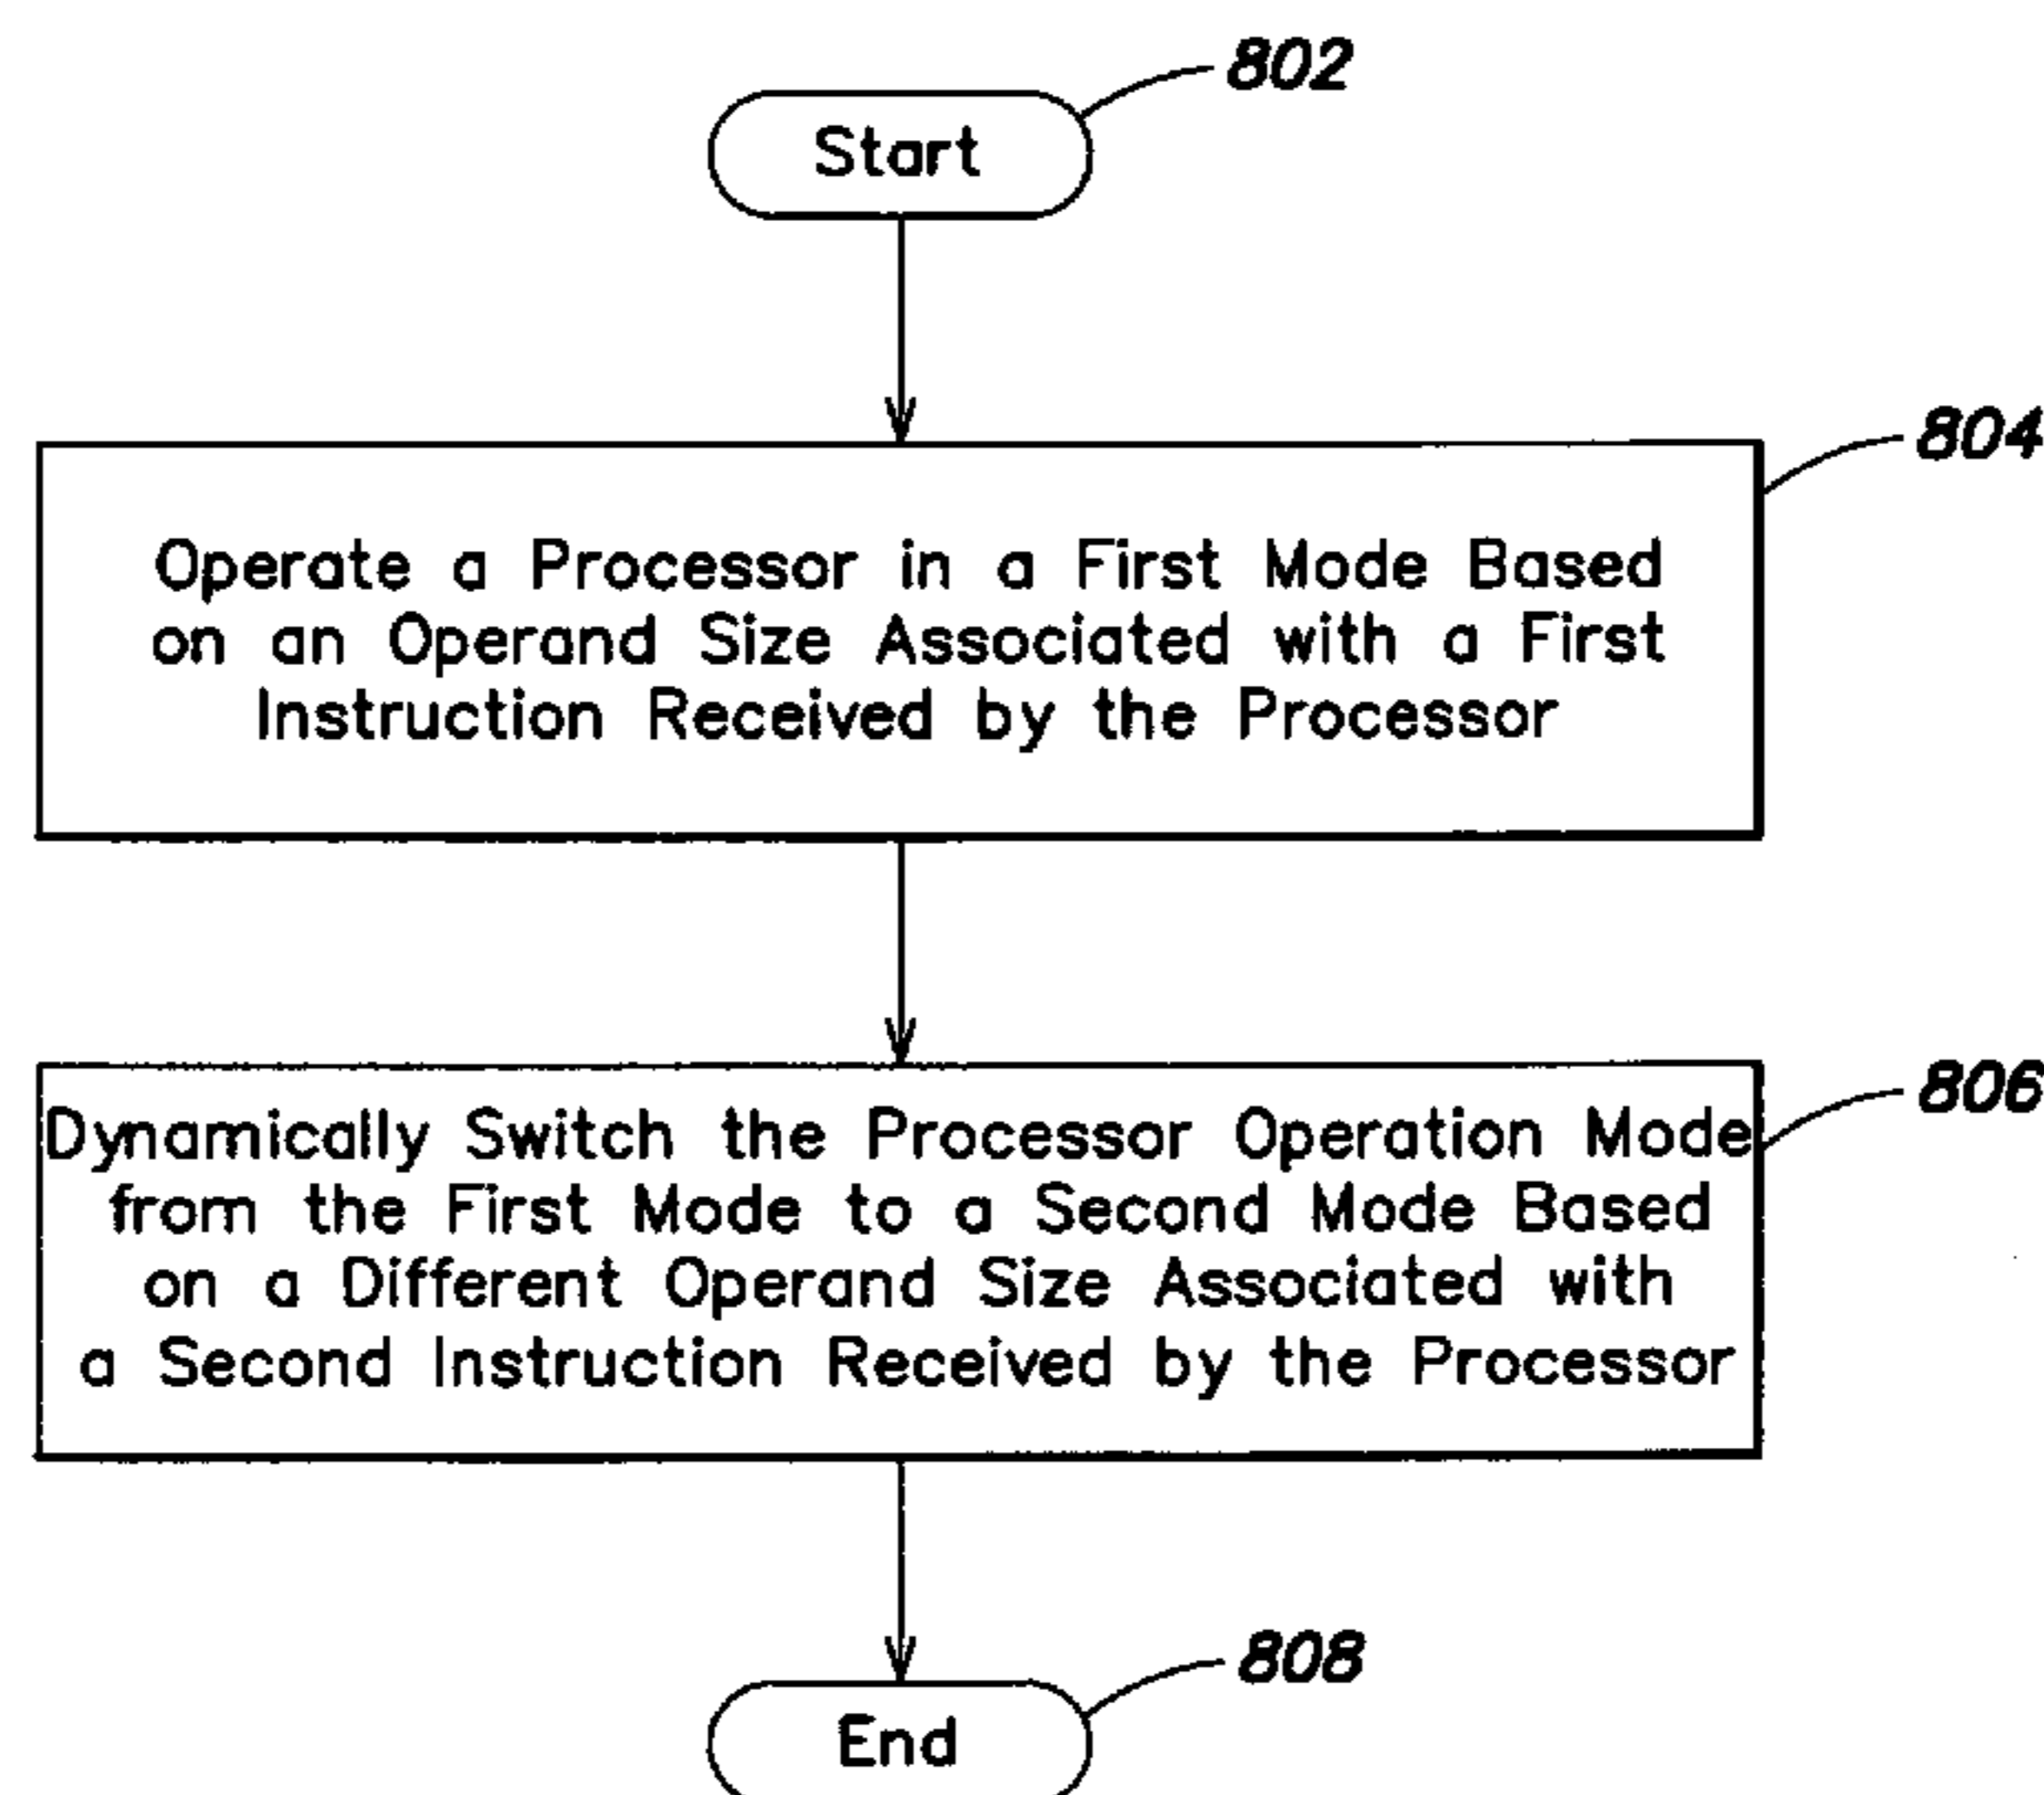 802
Start
804
Operate a Processor in a First Mode Based
on an Operand Size Associated with a First
Instruction Received by the Processor
806
Dynamically Switch the Processor Operation Mode
from the First Mode to a Second Mode Based
on a Different Operand Size Associated with
a Second Instruction Received by the Processor
808
End